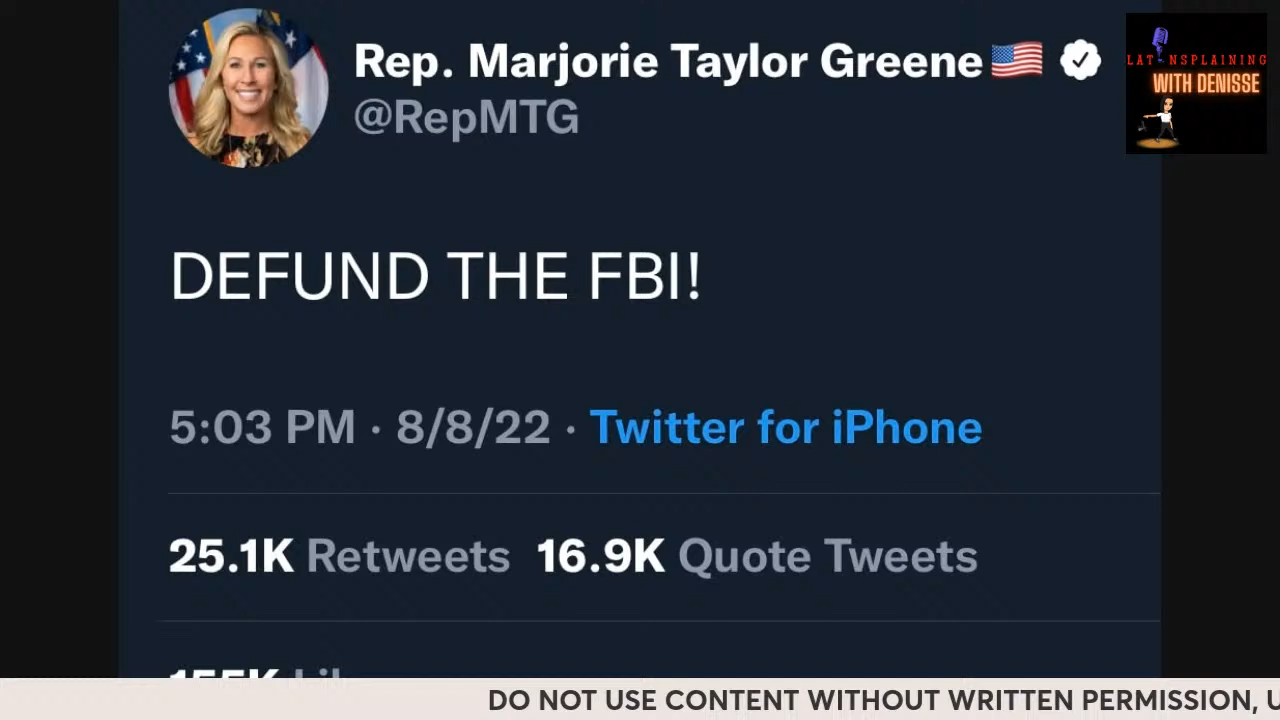 Rep. Marjorie Taylor Greene🇺🇸
@RepMTG
LATINSPLAINING
WITH DENISSE
DEFUND THE FBI!
5:03 PM · 8/8/22 · Twitter for iPhone
25.1K Retweets 16.9K Quote Tweets
DO NOT USE CONTENT WITHOUT WRITTEN PERMISSION, U